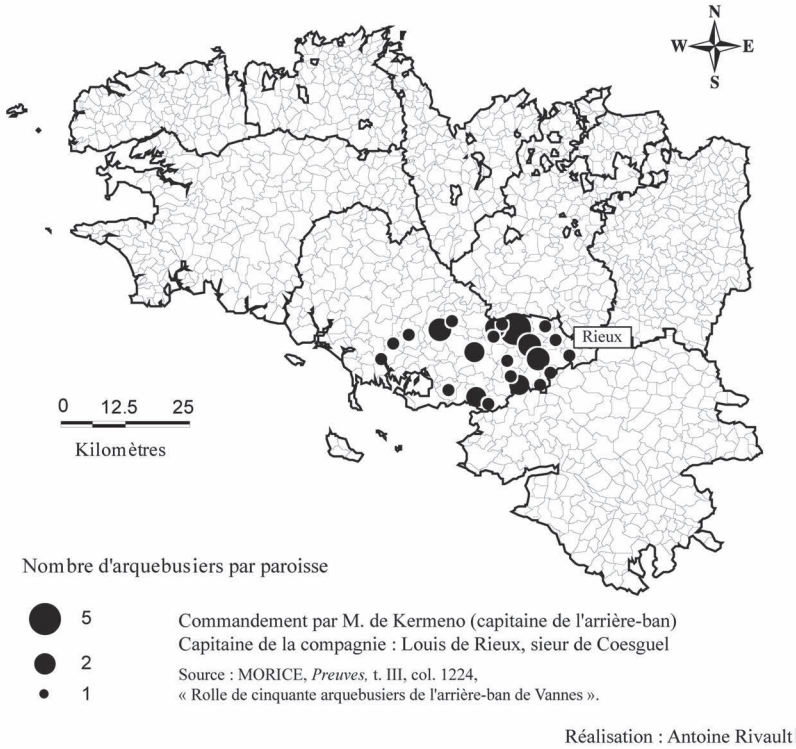 N
W E
S
Rieux
0 12.5 25
Kilomètres
Nombre d'arquebusiers par paroisse
5
2
1
Commandement par M. de Kermeno (capitaine de l'arrière-ban)
Capitaine de la compagnie : Louis de Rieux, sieur de Coesguel
Source : MORICE, Preuves, t. III, col. 1224,
« Rolle de cinquante arquebusiers de l'arrière-ban de Vannes ».
Réalisation : Antoine Rivault